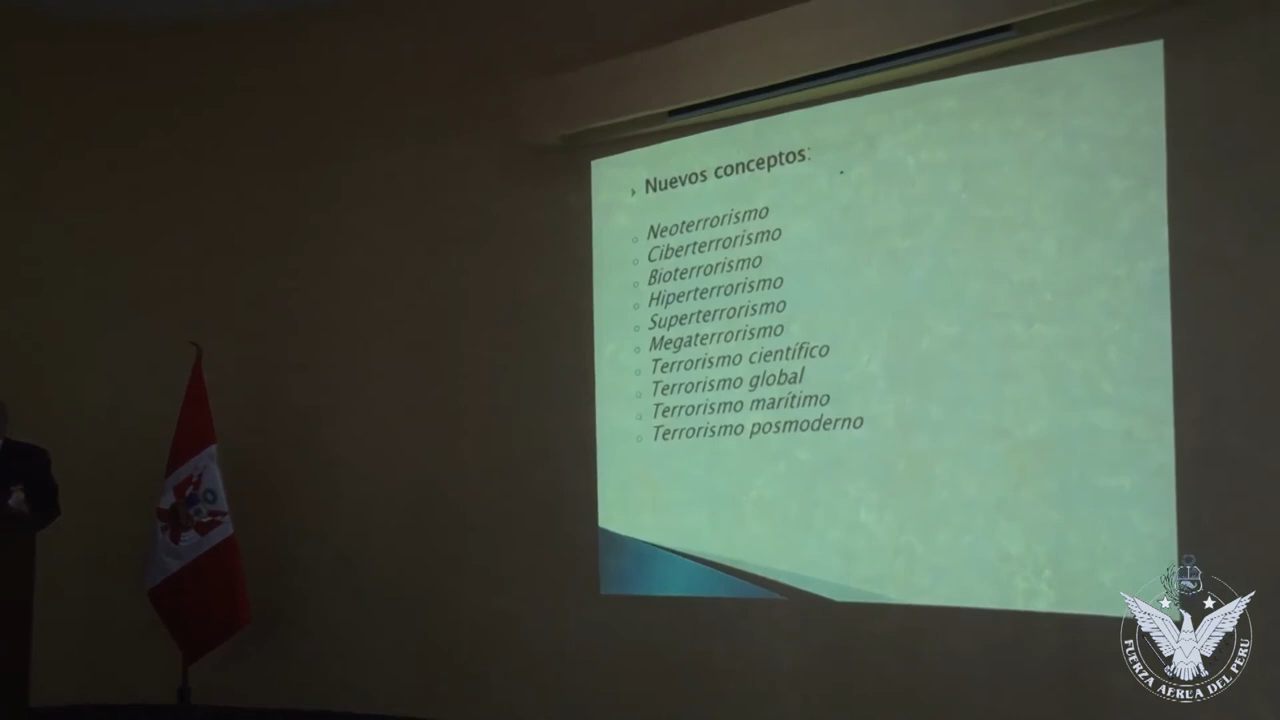 Nuevos conceptos:
Neoterrorismo
Ciberterrorismo
Bioterrorismo
Hiperterrorismo
Superterrorismo
Megaterrorismo
Terrorismo científico
Terrorismo global
Terrorismo marítimo
Terrorismo posmoderno
FUERZA AÉREA DEL PERU